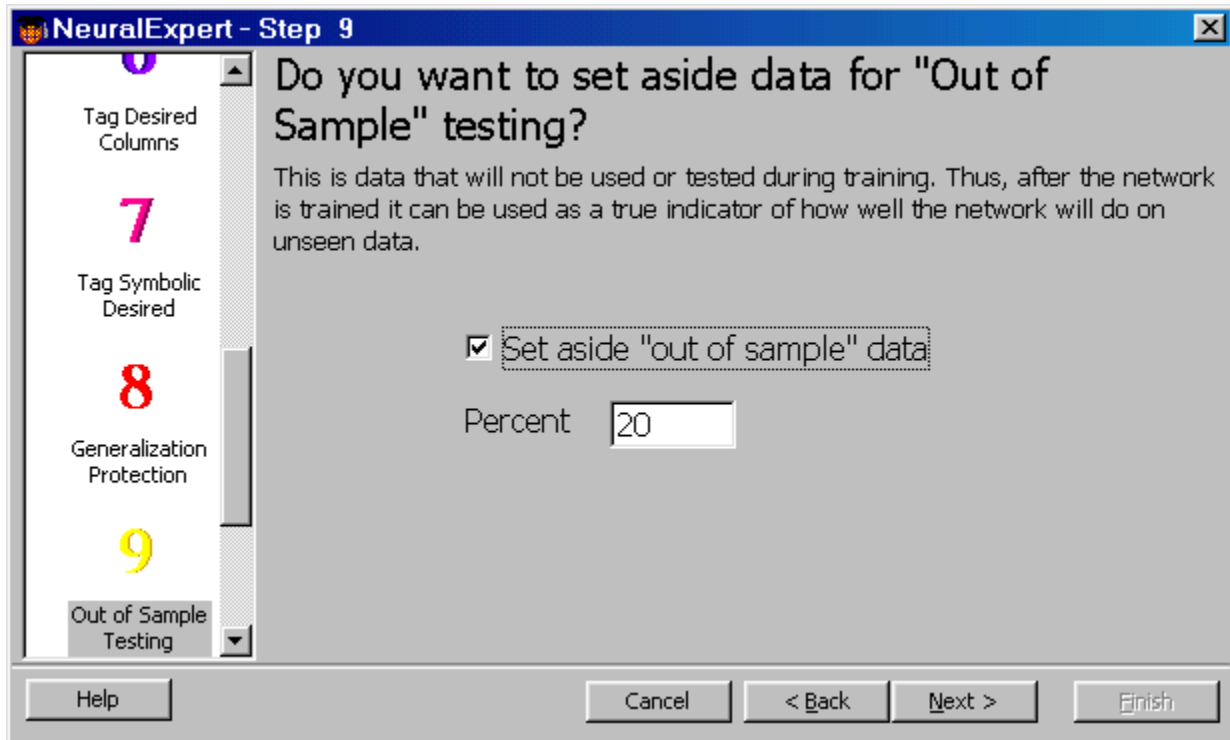 NeuralExpert - Step 9
Tag Desired
Columns
7
Tag Symbolic
Desired
8
Generalization
Protection
9
Out of Sample
Testing
Do you want to set aside data for "Out of
Sample" testing?
This is data that will not be used or tested during training. Thus, after the network
is trained it can be used as a true indicator of how well the network will do on
unseen data.
Set aside "out of sample" data
Percent 20
Help Cancel < Back Next > Finish